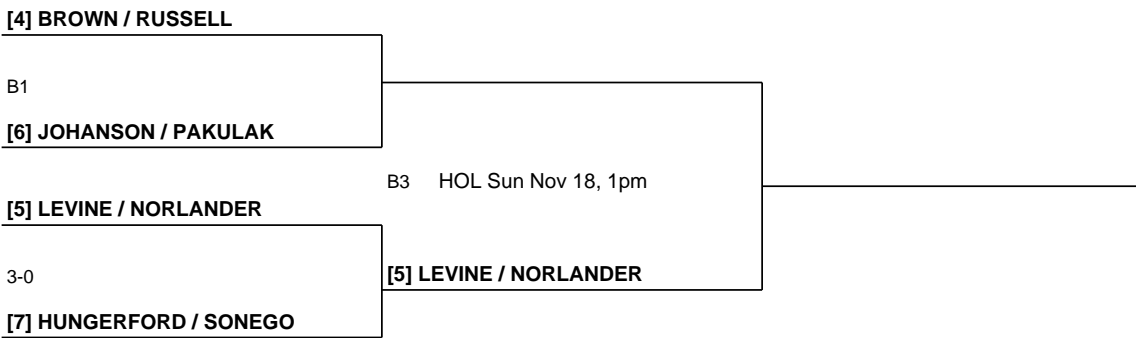 [4] BROWN / RUSSELL
B1
[6] JOHANSON / PAKULAK
B3 HOL Sun Nov 18, 1pm
[5] LEVINE / NORLANDER
3-0
[5] LEVINE / NORLANDER
[7] HUNGERFORD / SONEGO